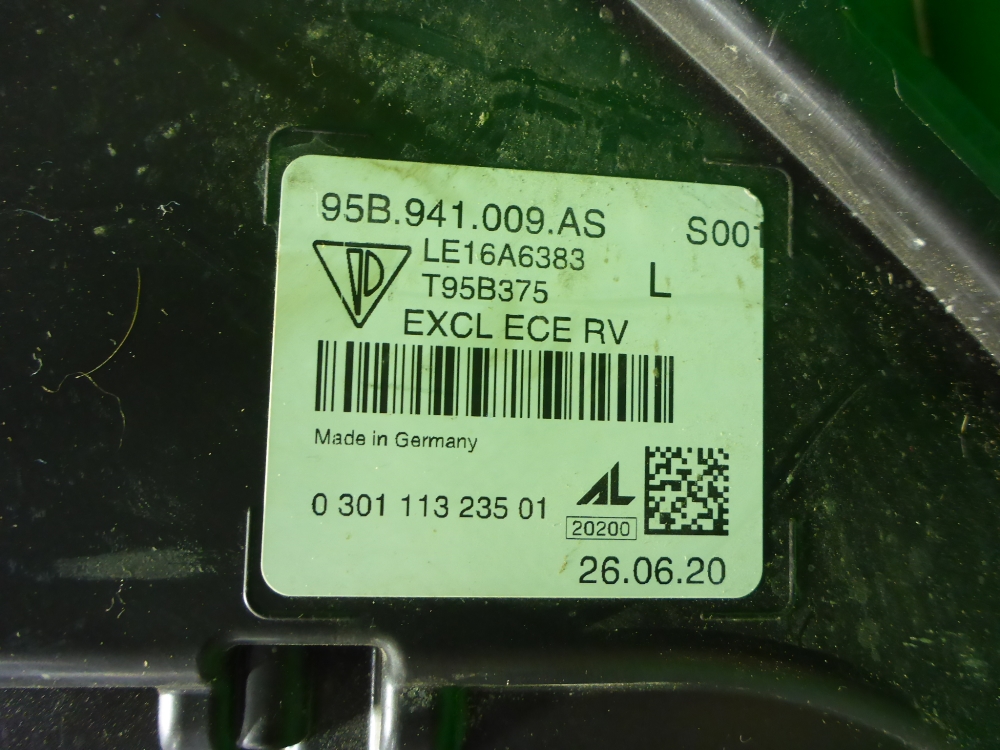 95B.941.009.AS S001
LE16A6383
T95B375 L
EXCL ECE RV
Made in Germany
0 301 113 235 01 AL
20200
26.06.20